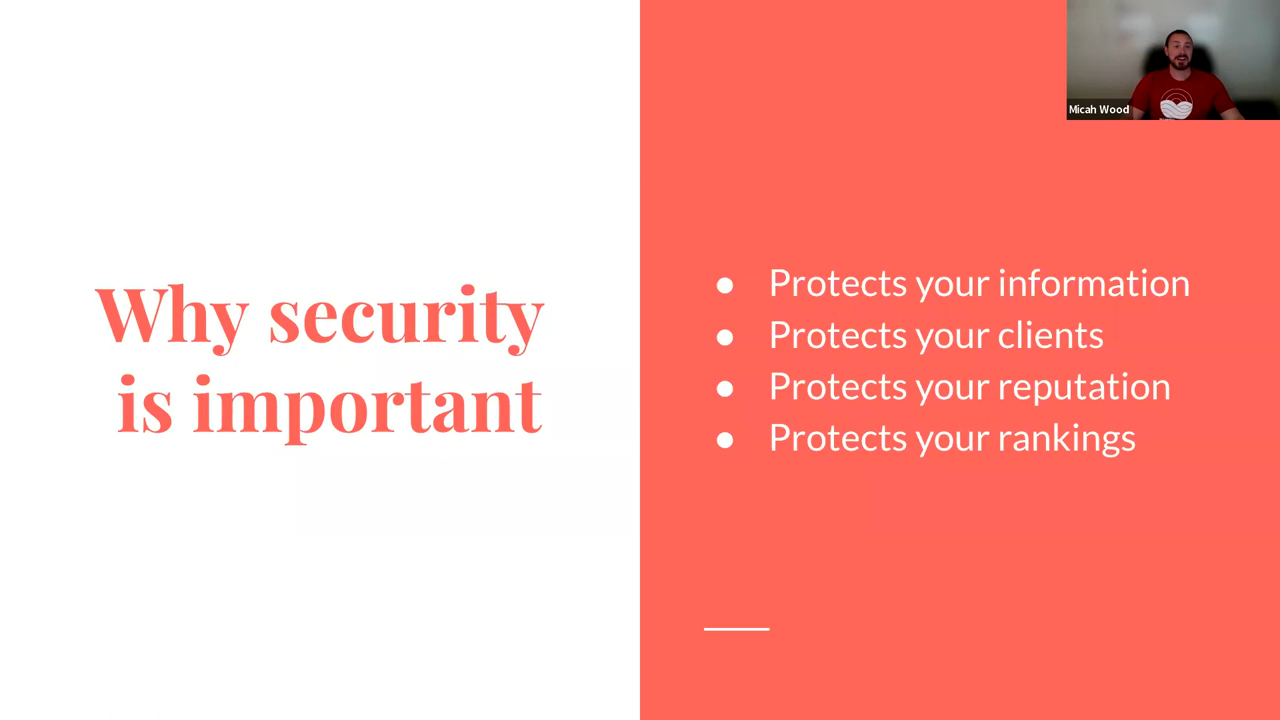 Why security
is important
● Protects your information
● Protects your clients
● Protects your reputation
● Protects your rankings
Micah Wood